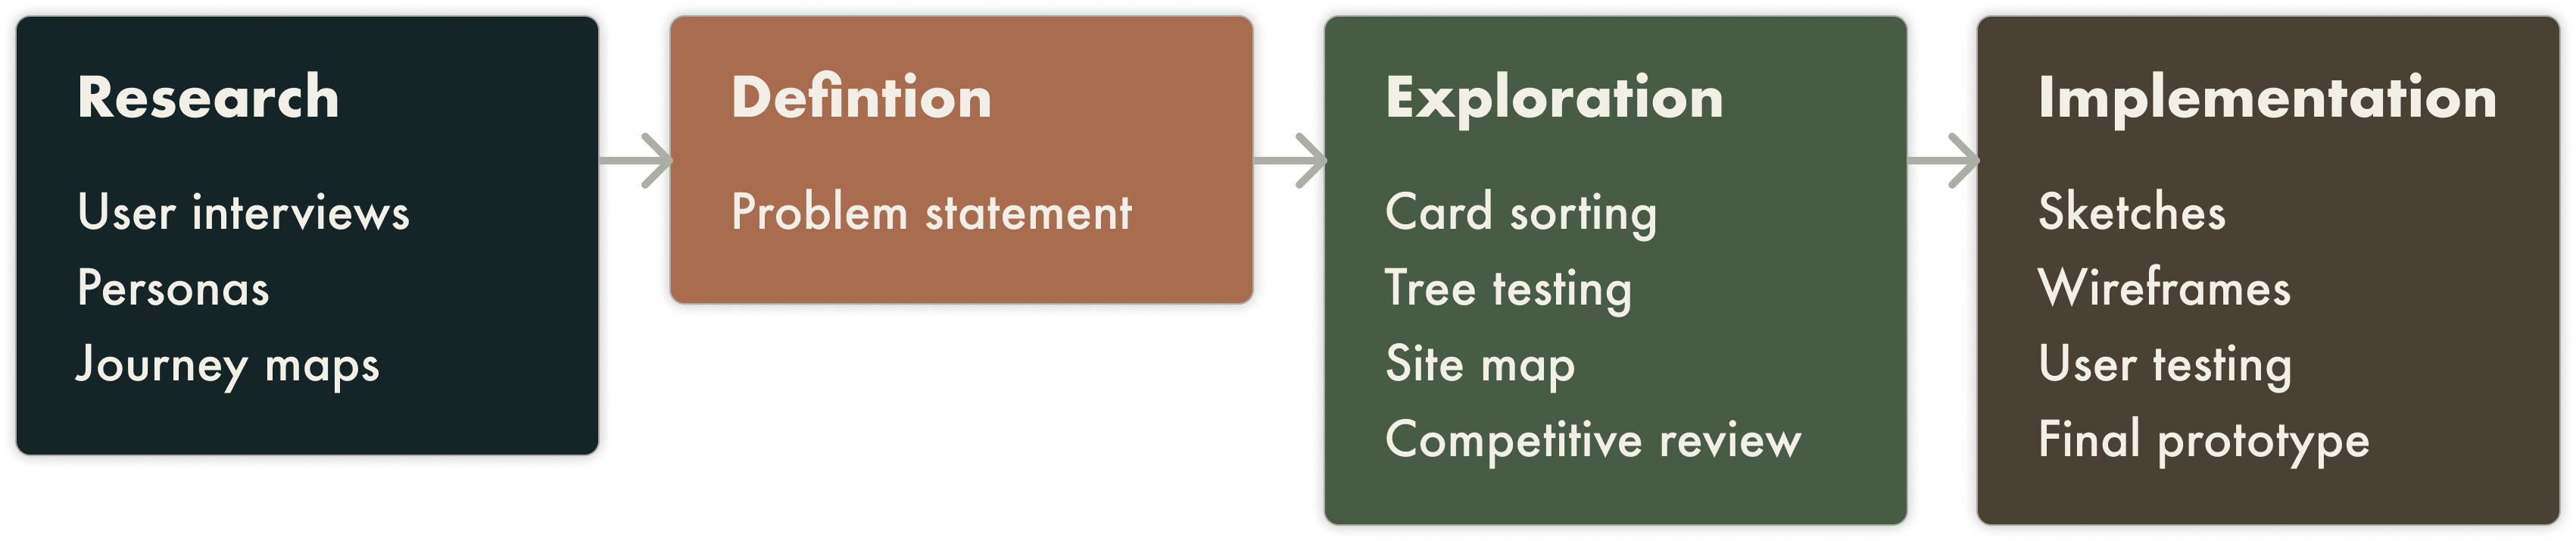 Research
User interviews
Personas
Journey maps
Defintion
Problem statement
Exploration
Card sorting
Tree testing
Site map
Competitive review
Implementation
Sketches
Wireframes
User testing
Final prototype